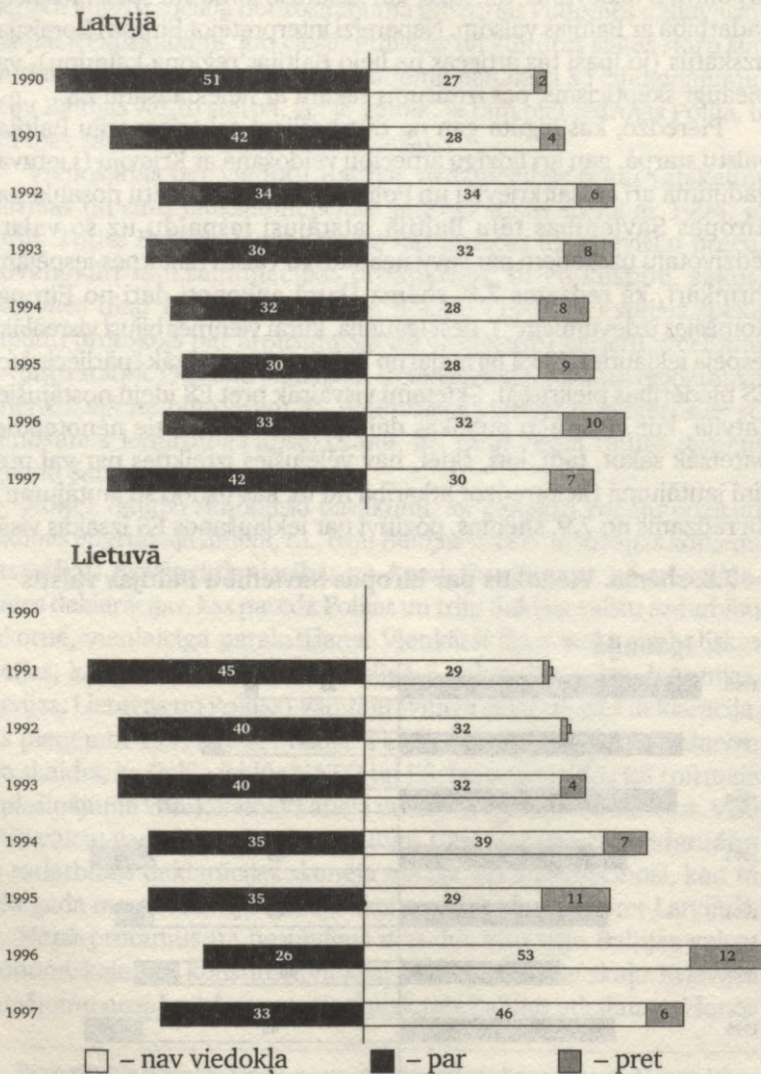 Latvijā
1990 51 27 2
1991 42 28 4
1992 34 34 6
1993 36 32 8
1994 32 28 8
1995 30 28 9
1996 33 32 10
1997 42 30 7
Lietuvā
1990
1991 45 29 1
1992 40 32 1
1993 40 32 4
1994 35 39 7
1995 35 29 11
1996 26 53 12
1997 33 46 6
– nav viedokļa – par – pret